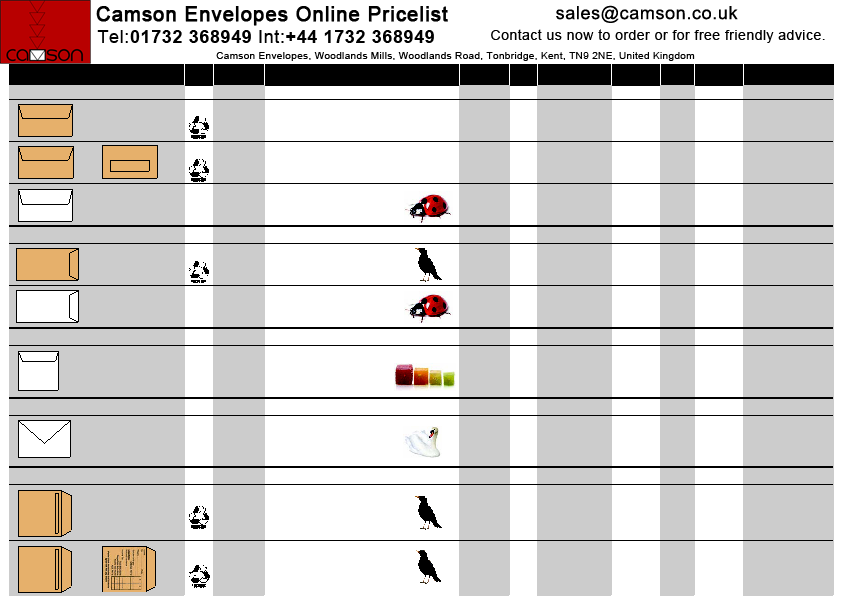 Camson Envelopes Online Pricelist
Tel:01732 368949 Int:+44 1732 368949
sales@camson.co.uk
Contact us now to order or for free friendly advice.
Camson Envelopes, Woodlands Mills, Woodlands Road, Tonbridge, Kent, TN9 2NE, United Kingdom
camson